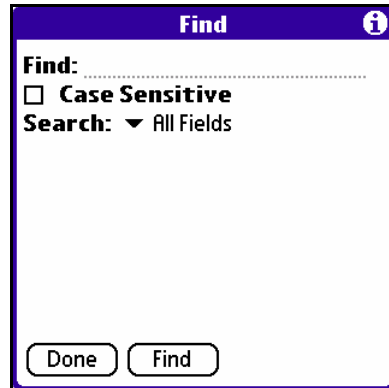 Find i
Find:
Case Sensitive
Search: All Fields
Done Find